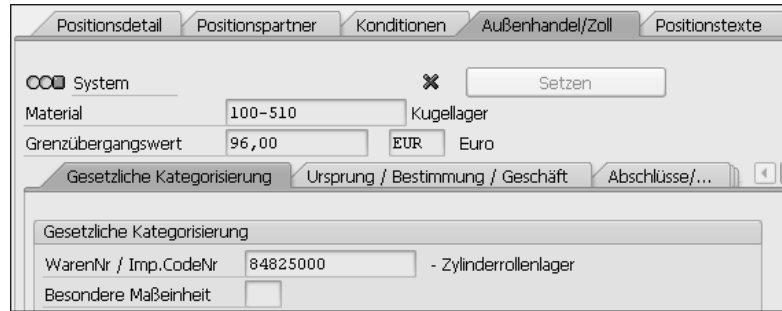 Positionsdetail Positionspartner Konditionen Außenhandel/Zoll Positionstexte
System Setzen
Material 100-510 Kugellager
Grenzübergangswert 96,00 EUR Euro
Gesetzliche Kategorisierung Ursprung / Bestimmung / Geschäft Abschlüsse/...
Gesetzliche Kategorisierung
WarenNr / Imp.CodeNr 84825000 - Zylinderrollenlager
Besondere Maßeinheit